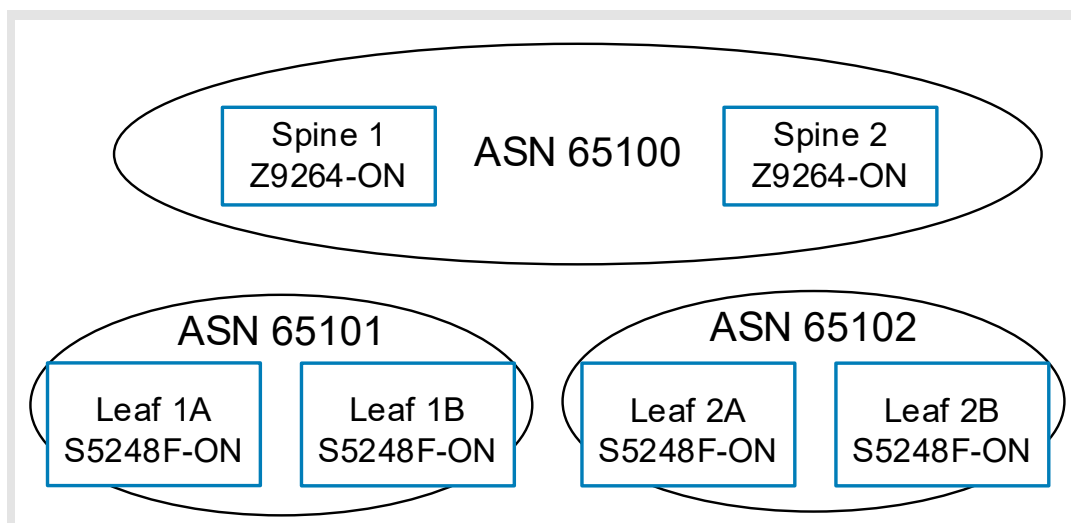 Spine 1
Z9264-ON
ASN 65100
Spine 2
Z9264-ON
ASN 65101
Leaf 1A
S5248F-ON
Leaf 1B
S5248F-ON
ASN 65102
Leaf 2A
S5248F-ON
Leaf 2B
S5248F-ON